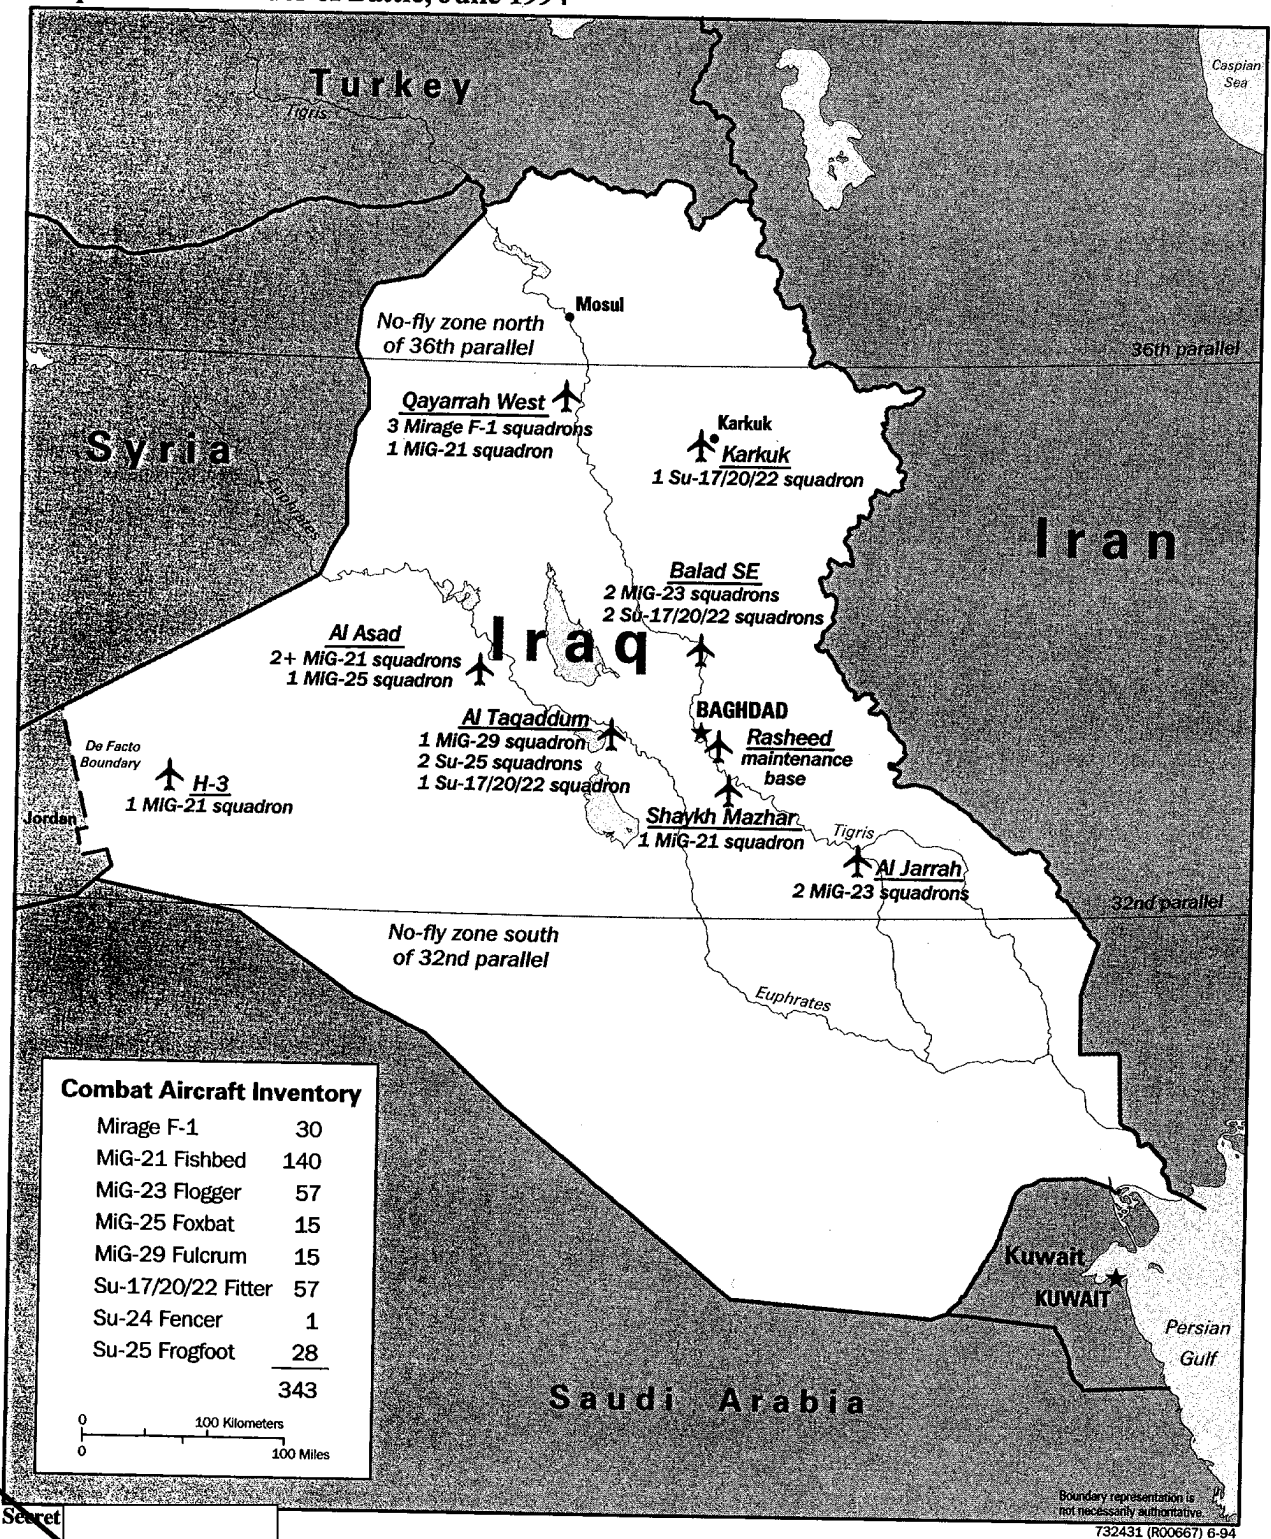 Battle, June 1994
Turkey
Tigris
Caspian
Sea
Mosul
No-fly zone north
of 36th parallel
36th parallel
Qayarrah West
3 Mirage F-1 squadrons
1 MiG-21 squadron
Karkuk
Karkuk
1 Su-17/20/22 squadron
Syria
Euphrates
Iran
Balad SE
2 MiG-23 squadrons
2 Su-17/20/22 squadrons
Iraq
Al Asad
2+ MiG-21 squadrons
1 MiG-25 squadron
Al Taqaddum
1 MiG-29 squadron
2 Su-25 squadrons
1 Su-17/20/22 squadron
BAGHDAD
Rasheed
maintenance
base
De Facto
Boundary
H-3
1 MiG-21 squadron
Jordan
Shaykh Mazhar
1 MiG-21 squadron
Tigris
Al Jarrah
2 MiG-23 squadrons
32nd parallel
No-fly zone south
of 32nd parallel
Euphrates
Combat Aircraft Inventory
Mirage F-1 30
MiG-21 Fishbed 140
MiG-23 Flogger 57
MiG-25 Foxbat 15
MiG-29 Fulcrum 15
Su-17/20/22 Fitter 57
Su-24 Fencer 1
Su-25 Frogfoot 28
343
0 100 Kilometers
0 100 Miles
Kuwait
KUWAIT
Persian
Gulf
Saudi Arabia
Boundary representation is
not necessarily authoritative.
Secret
732431 (R00667) 6-94